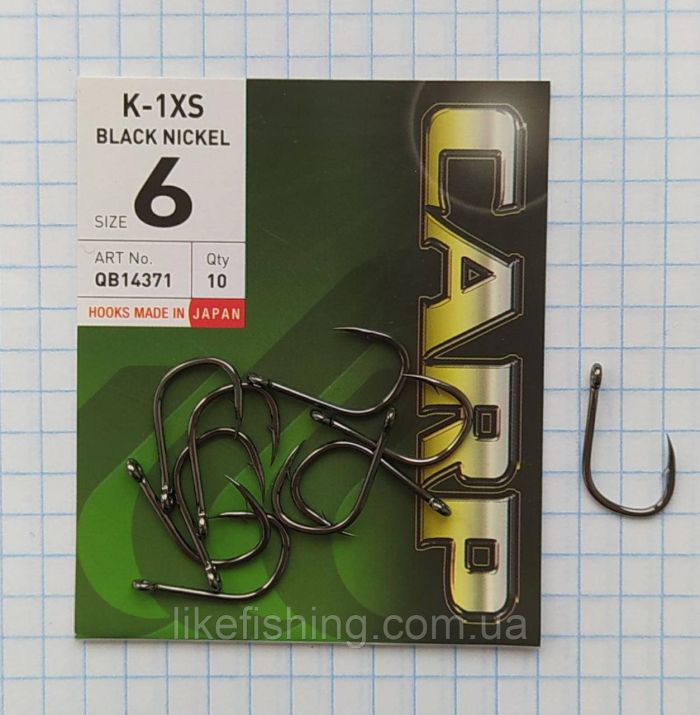 K-1XS
BLACK NICKEL
SIZE 6
ART No. Qty
QB14371 10
HOOKS MADE IN JAPAN
CARP
likefishing.com.ua